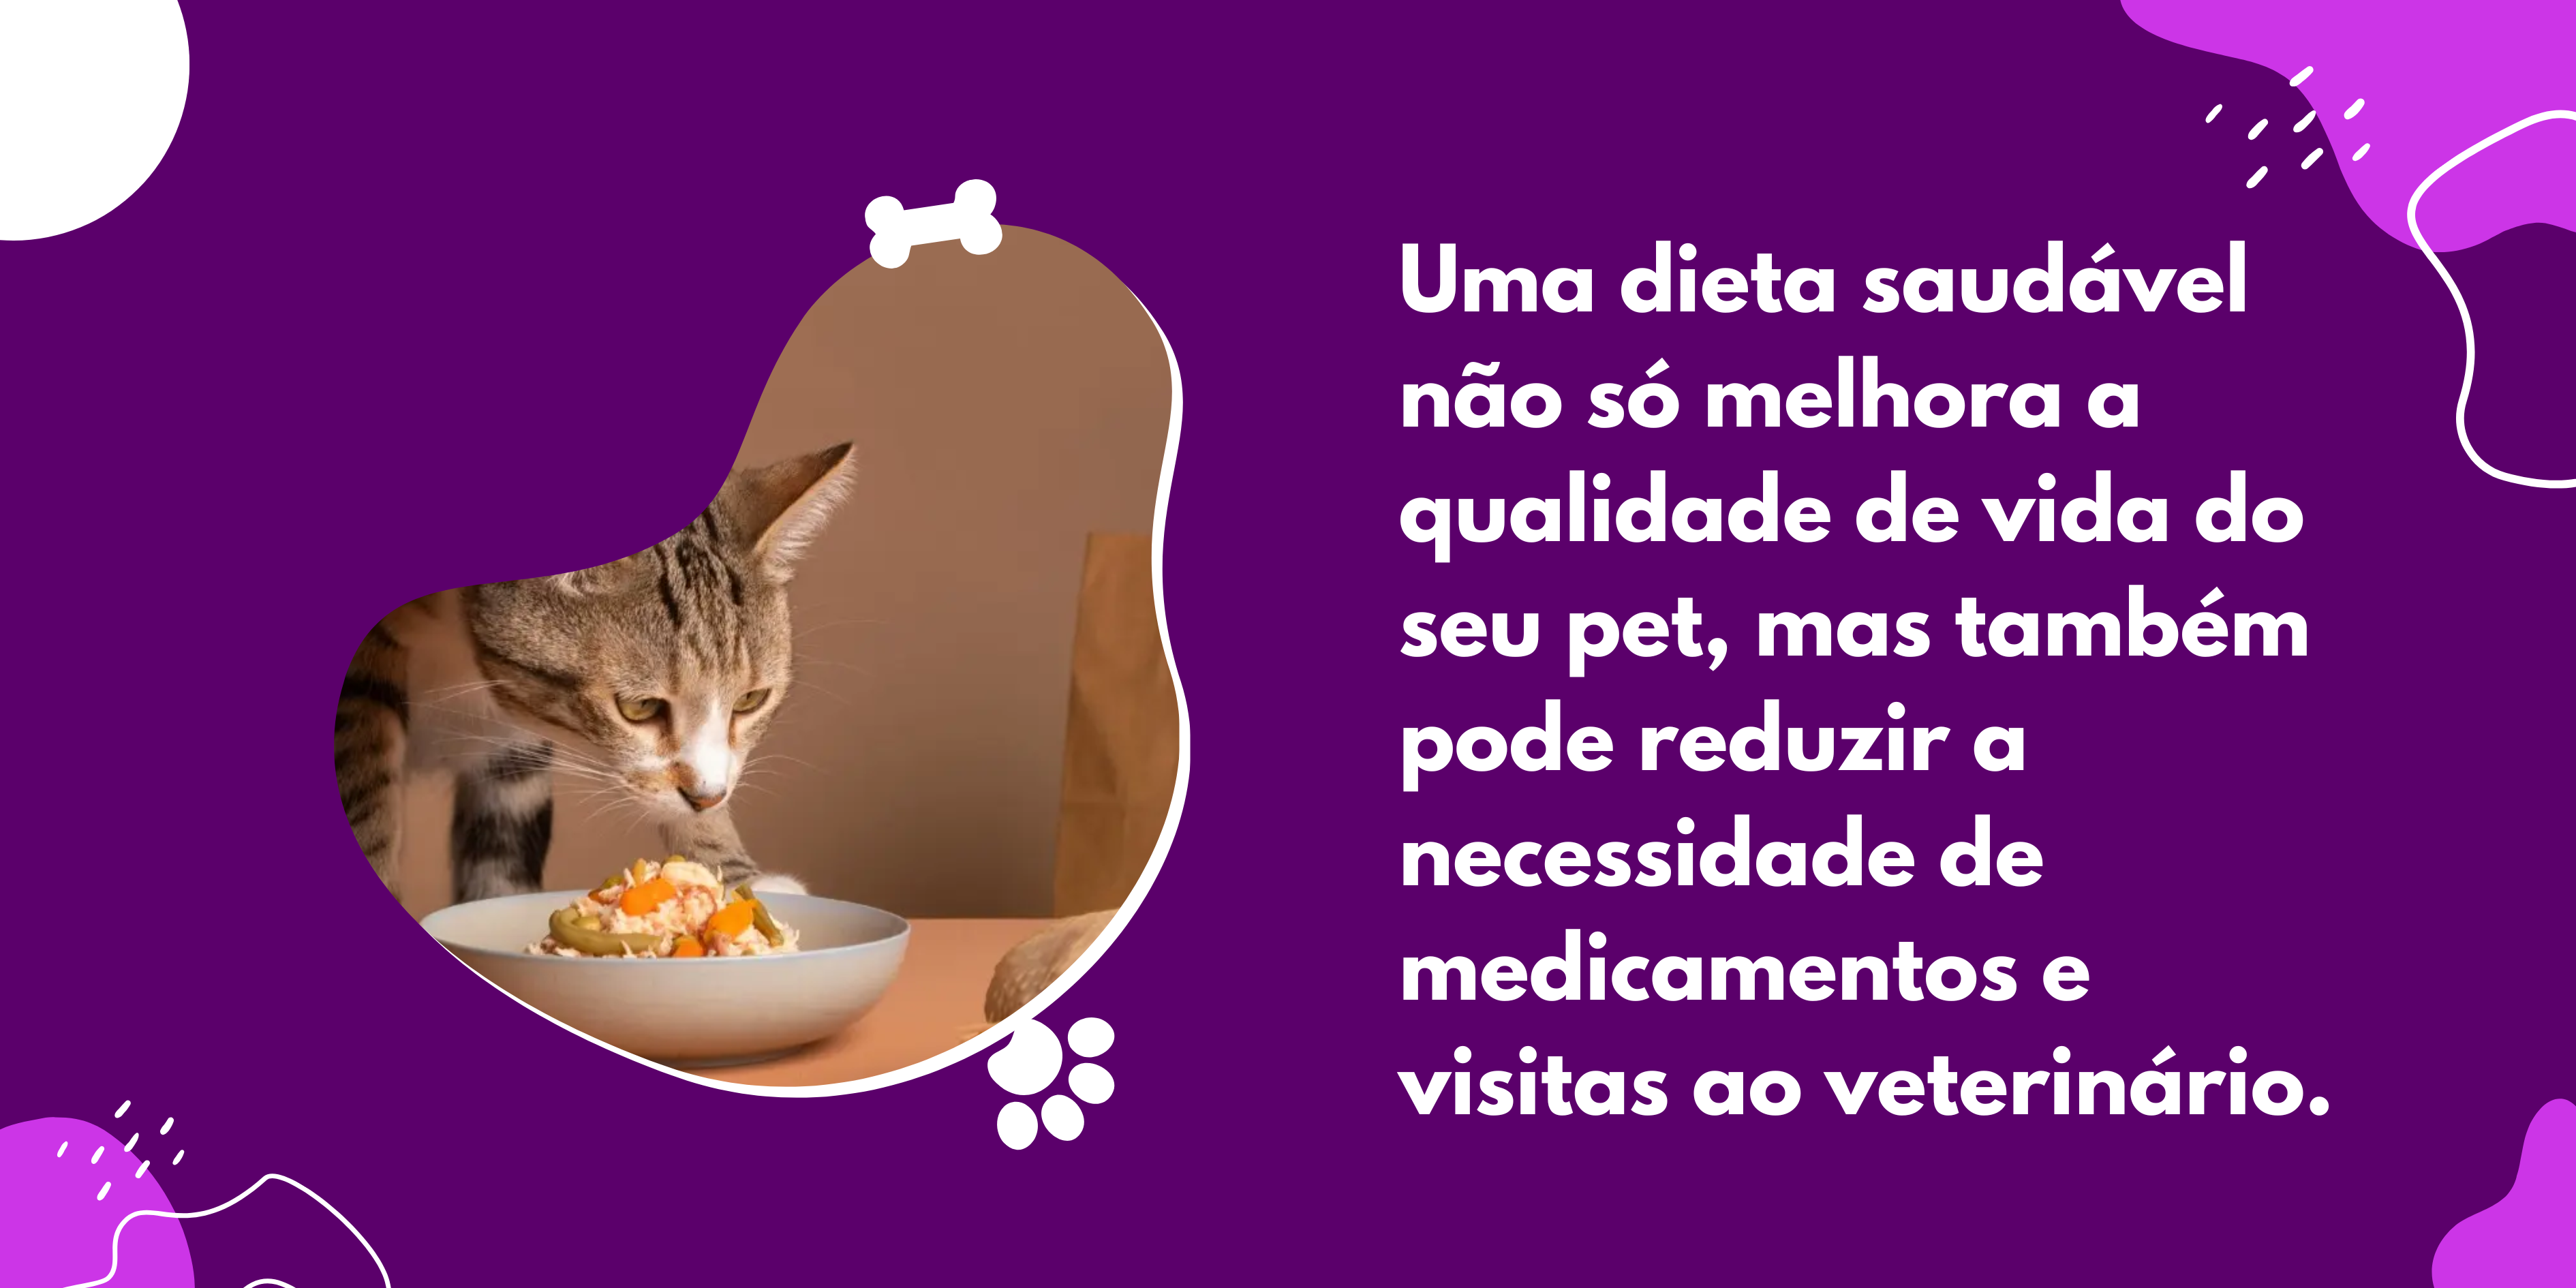 Uma dieta saudável
não só melhora a
qualidade de vida do
seu pet, mas também
pode reduzir a
necessidade de
medicamentos e
visitas ao veterinário.